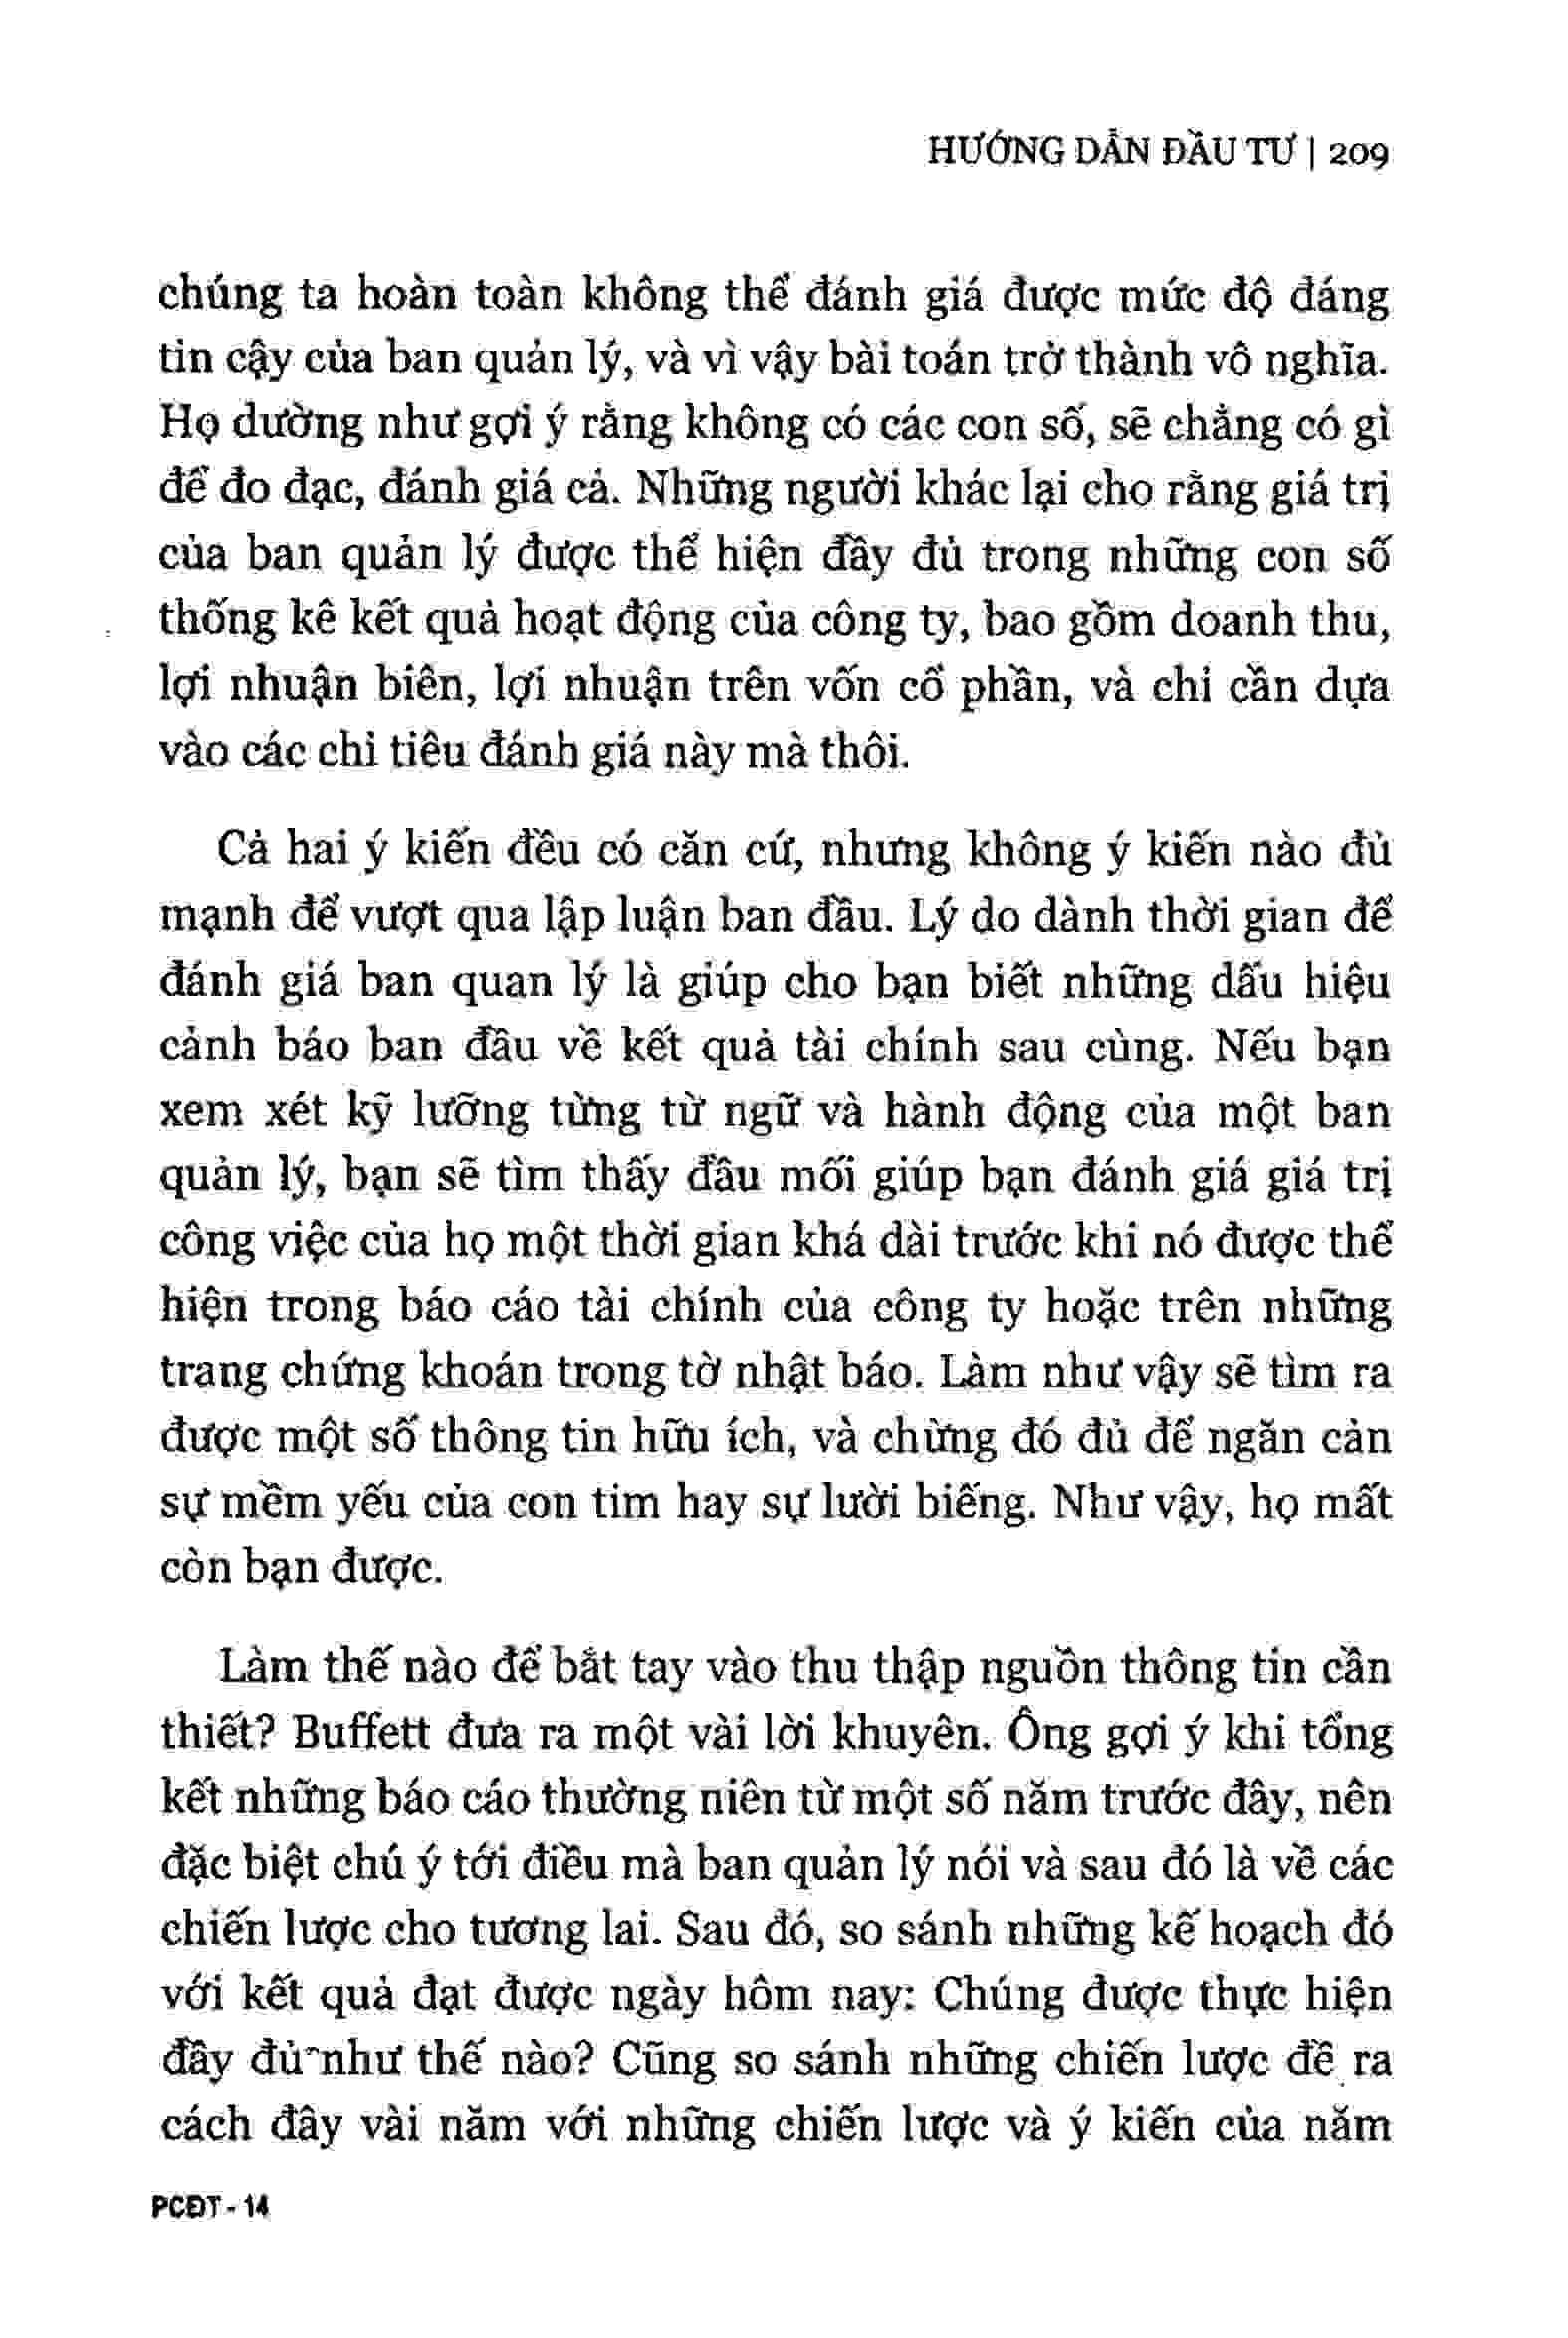 HƯỚNG DẪN ĐẦU TƯ | 209
chúng ta hoàn toàn không thể đánh giá được mức độ đáng
tin cậy của ban quản lý, và vì vậy bài toán trở thành vô nghĩa.
Họ dường như gợi ý rằng không có các con số, sẽ chẳng có gì
để đo đạc, đánh giá cả. Những người khác lại cho rằng giá trị
của ban quản lý được thể hiện đầy đủ trong những con số
thống kê kết quả hoạt động của công ty, bao gồm doanh thu,
lợi nhuận biên, lợi nhuận trên vốn cổ phần, và chỉ cần dựa
vào các chỉ tiêu đánh giá này mà thôi.
Cả hai ý kiến đều có căn cứ, nhưng không ý kiến nào đủ
mạnh để vượt qua lập luận ban đầu. Lý do dành thời gian để
đánh giá ban quan lý là giúp cho bạn biết những dấu hiệu
cảnh báo ban đầu về kết quả tài chính sau cùng. Nếu bạn
xem xét kỹ lưỡng từng từ ngữ và hành động của một ban
quản lý, bạn sẽ tìm thấy đầu mối giúp bạn đánh giá giá trị
công việc của họ một thời gian khá dài trước khi nó được thể
hiện trong báo cáo tài chính của công ty hoặc trên những
trang chứng khoán trong tờ nhật báo. Làm như vậy sẽ tìm ra
được một số thông tin hữu ích, và chừng đó đủ để ngăn cản
sự mềm yếu của con tim hay sự lười biếng. Như vậy, họ mất
còn bạn được.
Làm thế nào để bắt tay vào thu thập nguồn thông tin cần
thiết? Buffett đưa ra một vài lời khuyên. Ông gợi ý khi tổng
kết những báo cáo thường niên từ một số năm trước đây, nên
đặc biệt chú ý tới điều mà ban quản lý nói và sau đó là về các
chiến lược cho tương lai. Sau đó, so sánh những kế hoạch đó
với kết quả đạt được ngày hôm nay: Chúng được thực hiện
đầy đủ như thế nào? Cũng so sánh những chiến lược đề ra
cách đây vài năm với những chiến lược và ý kiến của năm
PCĐT - 14